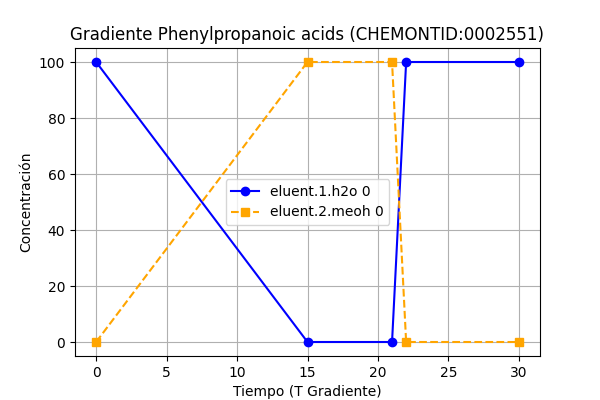 Gradiente Phenylpropanoic acids (CHEMONTID:0002551)
100
80
60
40
20
0
Concentración
eluent.1.h2o 0
eluent.2.meoh 0
0 5 10 15 20 25 30
Tiempo (T Gradiente)